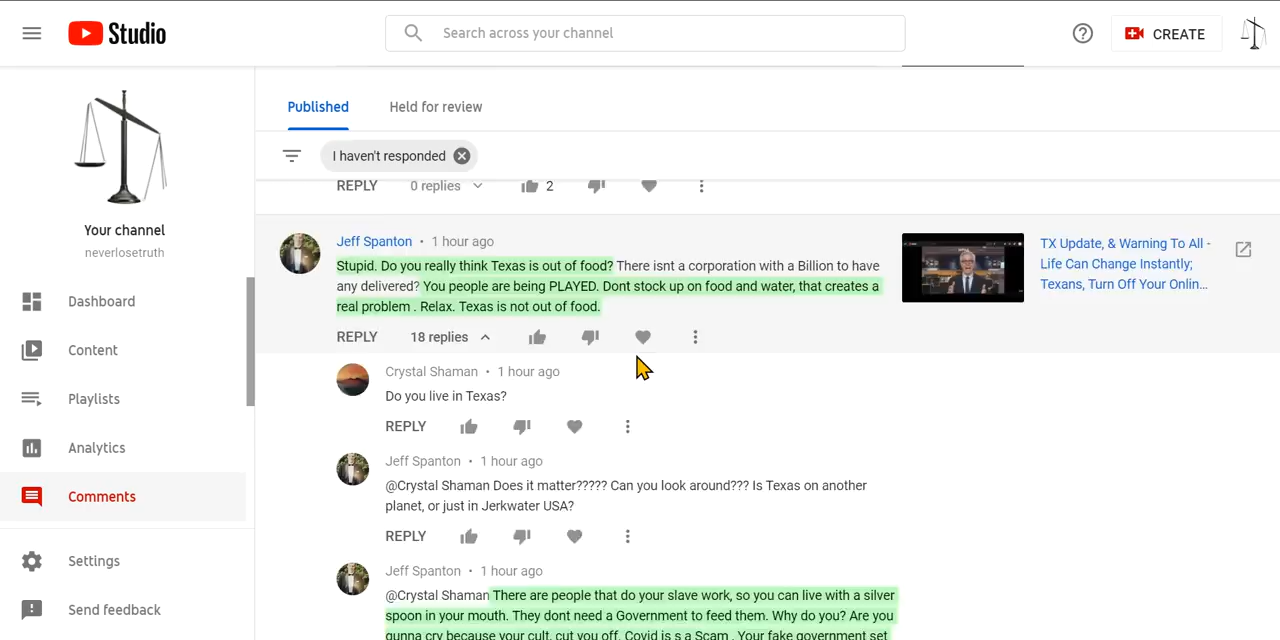 Studio
Search across your channel
CREATE
Your channel
neverlosetruth
Dashboard
Content
Playlists
Analytics
Comments
Settings
Send feedback
Published
Held for review
I haven't responded
REPLY 0 replies 2
Jeff Spanton • 1 hour ago
Stupid. Do you really think Texas is out of food? There isnt a corporation with a Billion to have
any delivered? You people are being PLAYED. Dont stock up on food and water, that creates a
real problem . Relax. Texas is not out of food.
TX Update, & Warning To All -
Life Can Change Instantly;
Texans, Turn Off Your Onlin...
REPLY 18 replies
Crystal Shaman • 1 hour ago
Do you live in Texas?
REPLY
Jeff Spanton • 1 hour ago
@Crystal Shaman Does it matter????? Can you look around??? Is Texas on another
planet, or just in Jerkwater USA?
REPLY
Jeff Spanton • 1 hour ago
@Crystal Shaman There are people that do your slave work, so you can live with a silver
spoon in your mouth. They dont need a Government to feed them. Why do you? Are you
gunna cry because your cult, cut you off. Covid is s a Scam . Your fake government set